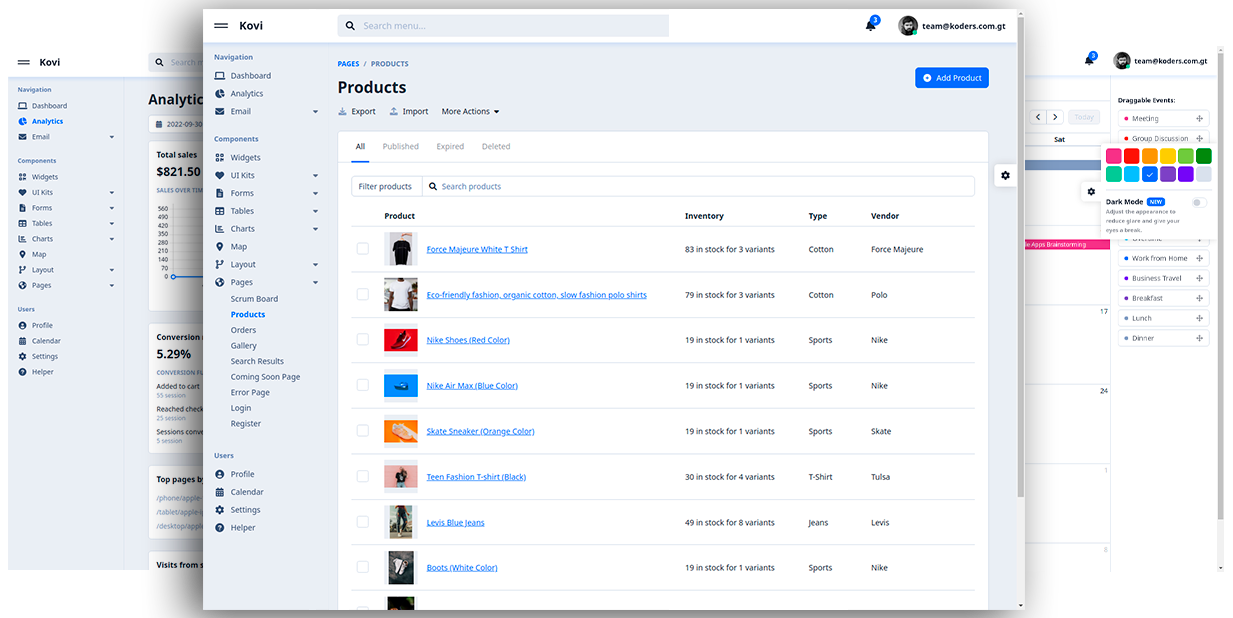 Kovi
Search m
Navigation
Dashboard
Analytics
Email
Components
Widgets
UI Kits
Forms
Tables
Charts
Map
Layout
Pages
Users
Profile
Calendar
Settings
Helper
Analytic
2022-09-30
Total sales
$821.50
SALES OVER TIM
560
490
420
350
280
210
140
70
0
Conversion
5.29%
CONVERSION FU
Added to cart
55 session
Reached check
25 session
Sessions conve
5 session
Top pages by
/phone/apple-
/tablet/apple-ip
/desktop/apple
Visits from s
Kovi
Search menu...
3
team@koders.com.gt
Navigation
Dashboard
Analytics
Email
Components
Widgets
UI Kits
Forms
Tables
Charts
Map
Layout
Pages
Scrum Board
Products
Orders
Gallery
Search Results
Coming Soon Page
Error Page
Login
Register
Users
Profile
Calendar
Settings
Helper
PAGES / PRODUCTS
Products
Add Product
Export Import More Actions
All Published Expired Deleted
Filter products Search products
Product Inventory Type Vendor
Force Majeure White T Shirt 83 in stock for 3 variants Cotton Force Majeure
Eco-friendly fashion, organic cotton, slow fashion polo shirts 79 in stock for 3 variants Cotton Polo
Nike Shoes (Red Color) 19 in stock for 1 variants Sports Nike
Nike Air Max (Blue Color) 19 in stock for 1 variants Sports Nike
Skate Sneaker (Orange Color) 19 in stock for 1 variants Sports Skate
Teen Fashion T-shirt (Black) 30 in stock for 4 variants T-Shirt Tulsa
Levis Blue Jeans 49 in stock for 8 variants Jeans Levis
Boots (White Color) 19 in stock for 1 variants Sports Nike
3
team@koders.com.gt
Today
Sat
le Apps Brainstorming
17
24
1
8
Draggable Events:
Meeting
Group Discussion
Dark Mode NEW
Adjust the appearance to
reduce glare and give your
eyes a break.
Overtime
Work from Home
Business Travel
Breakfast
Lunch
Dinner